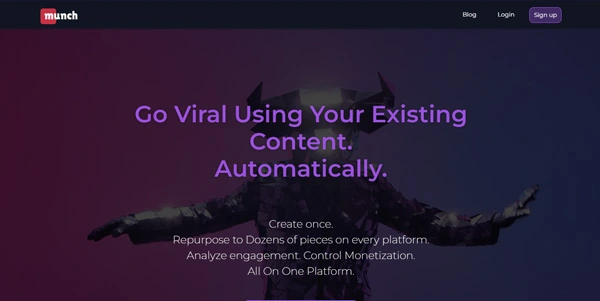 munch
Blog
Login
Sign up
Go Viral Using Your Existing
Content.
Automatically.
Create once.
Repurpose to Dozens of pieces on every platform.
Analyze engagement. Control Monetization.
All On One Platform.